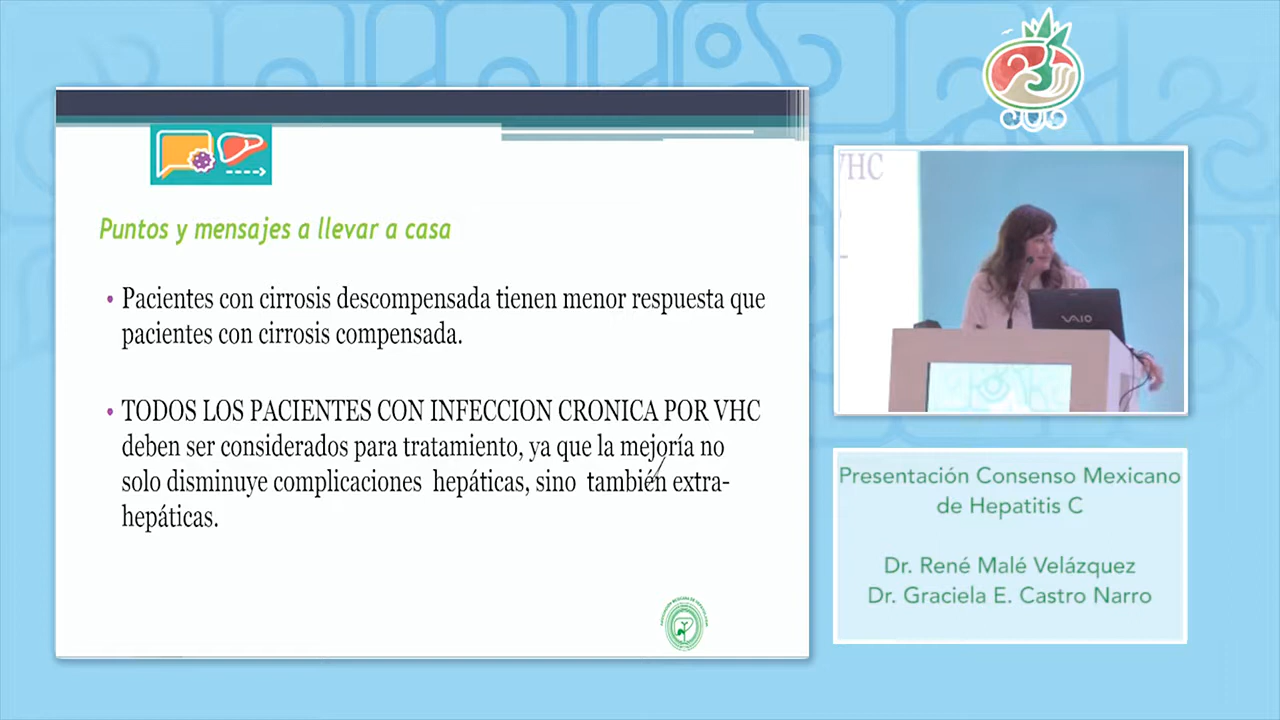 Puntos y mensajes a llevar a casa
• Pacientes con cirrosis descompensada tienen menor respuesta que
pacientes con cirrosis compensada.
• TODOS LOS PACIENTES CON INFECCION CRONICA POR VHC
deben ser considerados para tratamiento, ya que la mejoría no
solo disminuye complicaciones hepáticas, sino también extra-
hepáticas.
VHC
VAIO
Presentación Consenso Mexicano
de Hepatitis C
Dr. René Malé Velázquez
Dr. Graciela E. Castro Narro